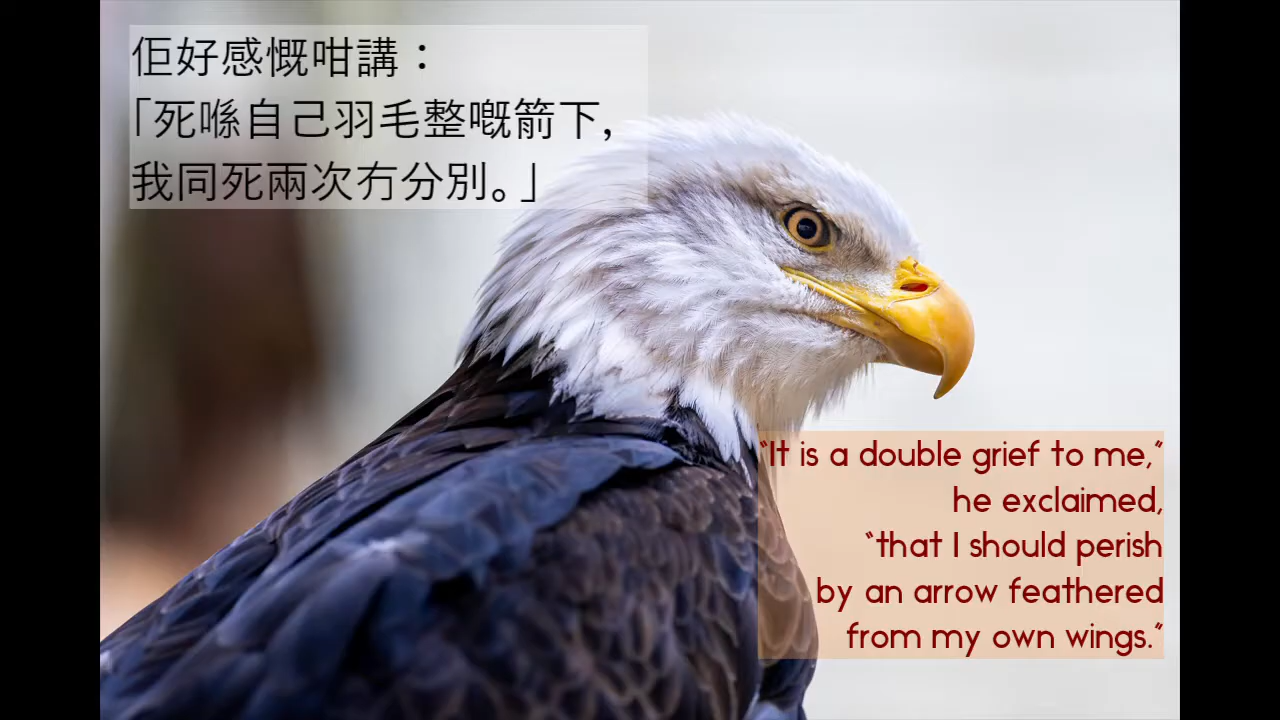 佢好感慨咁講：
「死喺自己羽毛整嘅箭下，
我同死兩次冇分別。」
"It is a double grief to me,"
he exclaimed,
"that I should perish
by an arrow feathered
from my own wings."